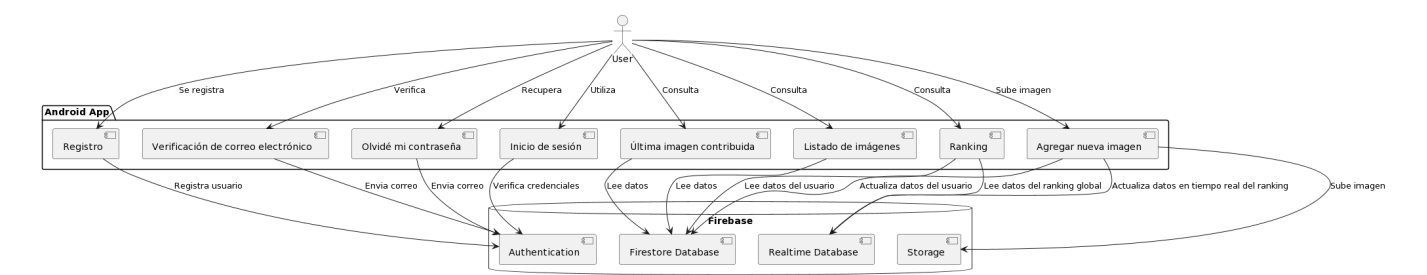 User
Se registra
Verifica
Recupera
Utiliza
Consulta
Consulta
Consulta
Sube imagen
Android App
Registro
Verificación de correo electrónico
Olvidé mi contraseña
Inicio de sesión
Última imagen contribuida
Listado de imágenes
Ranking
Agregar nueva imagen
Registra usuario
Envia correo
Envia correo
Verifica credenciales
Lee datos
Lee datos
Lee datos del usuario
Actualiza datos del usuario
Lee datos del ranking global
Actualiza datos en tiempo real del ranking
Sube imagen
Firebase
Authentication
Firestore Database
Realtime Database
Storage